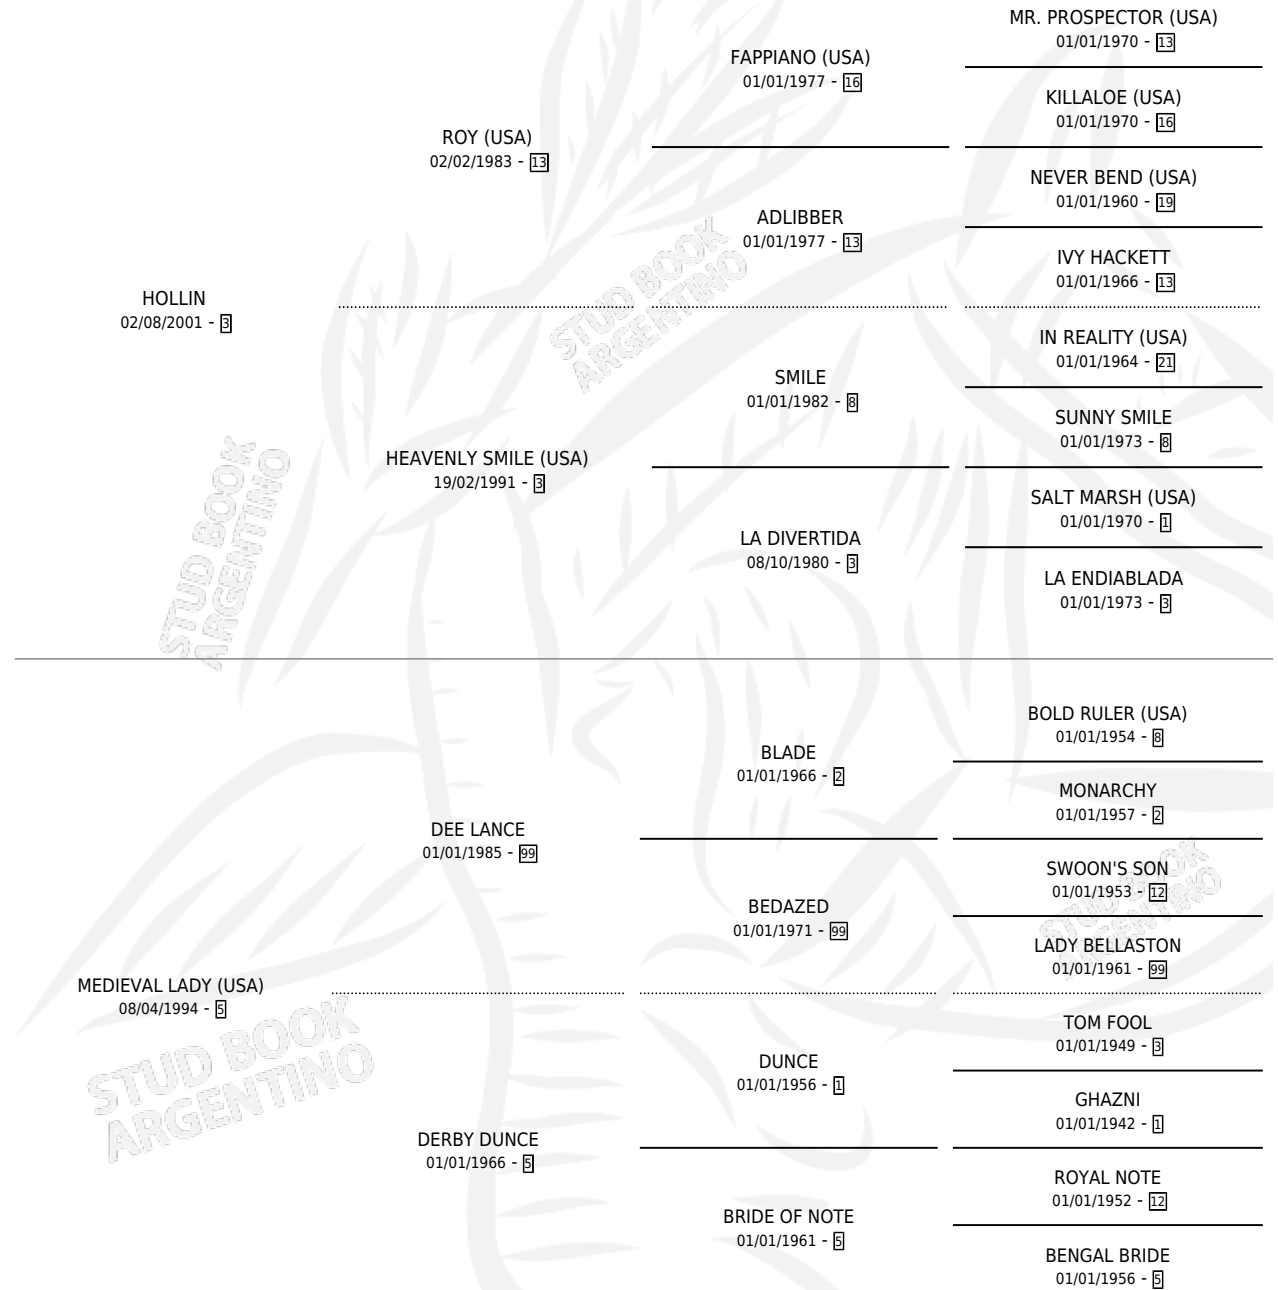 MR. PROSPECTOR (USA)
01/01/1970 - 13
FAPPIANO (USA)
01/01/1977 - 16
KILLALOE (USA)
01/01/1970 - 16
ROY (USA)
02/02/1983 - 13
NEVER BEND (USA)
01/01/1960 - 19
ADLIBBER
01/01/1977 - 13
IVY HACKETT
01/01/1966 - 13
HOLLIN
02/08/2001 - 3
IN REALITY (USA)
01/01/1964 - 21
SMILE
01/01/1982 - 8
SUNNY SMILE
01/01/1973 - 8
HEAVENLY SMILE (USA)
19/02/1991 - 3
SALT MARSH (USA)
01/01/1970 - 1
LA DIVERTIDA
08/10/1980 - 3
LA ENDIABLADA
01/01/1973 - 3
STUD BOOK
ARGENTINO
STUD BOOK
ARGENTINO
BOLD RULER (USA)
01/01/1954 - 8
BLADE
01/01/1966 - 2
MONARCHY
01/01/1957 - 2
DEE LANCE
01/01/1985 - 99
SWOON'S SON
01/01/1953 - 12
BEDAZED
01/01/1971 - 99
LADY BELLASTON
01/01/1961 - 99
STUD BOOK
ARGENTINO
MEDIEVAL LADY (USA)
08/04/1994 - 5
STUD BOOK
ARGENTINO
TOM FOOL
01/01/1949 - 3
DUNCE
01/01/1956 - 1
GHAZNI
01/01/1942 - 1
DERBY DUNCE
01/01/1966 - 5
ROYAL NOTE
01/01/1952 - 12
BRIDE OF NOTE
01/01/1961 - 5
BENGAL BRIDE
01/01/1956 - 5